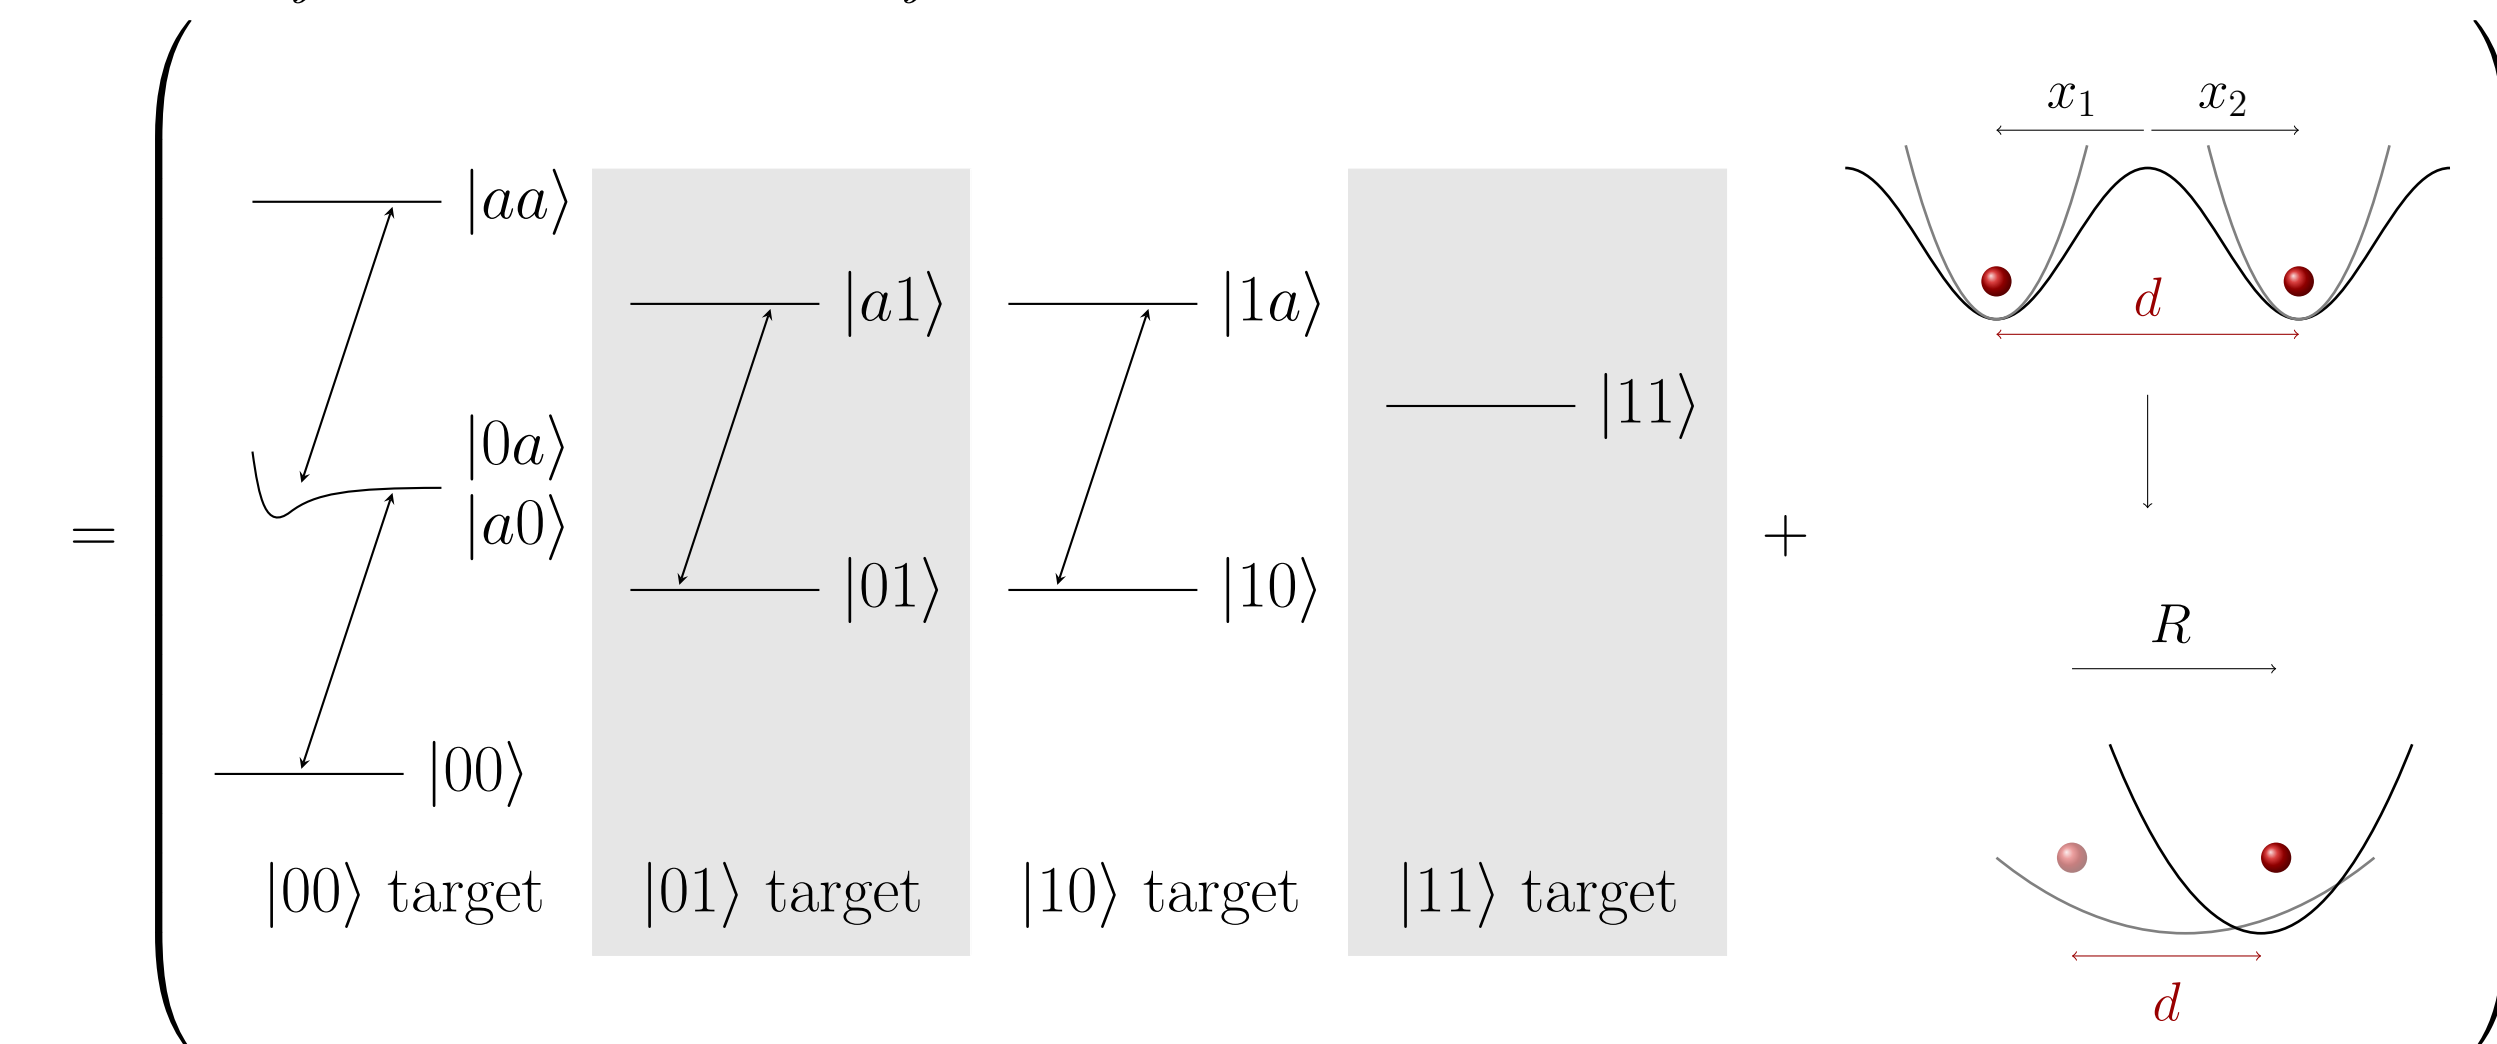 x₁ x₂
|aa⟩
|a1⟩ |1a⟩
d
|11⟩
|0a⟩
|a0⟩
= +
|01⟩ |10⟩
R
|00⟩
|00⟩ target |01⟩ target |10⟩ target |11⟩ target
d